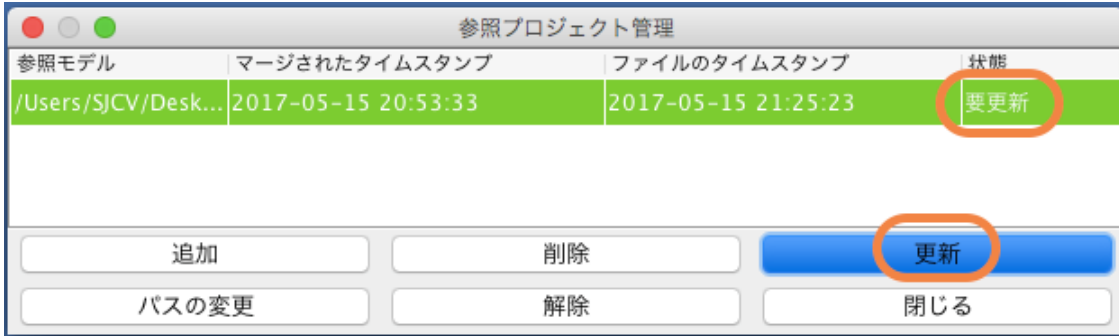 参照プロジェクト管理
参照モデル マージされたタイムスタンプ ファイルのタイムスタンプ 状態
/Users/SJCV/Desk... 2017-05-15 20:53:33 2017-05-15 21:25:23 要更新
追加 削除 更新
パスの変更 解除 閉じる